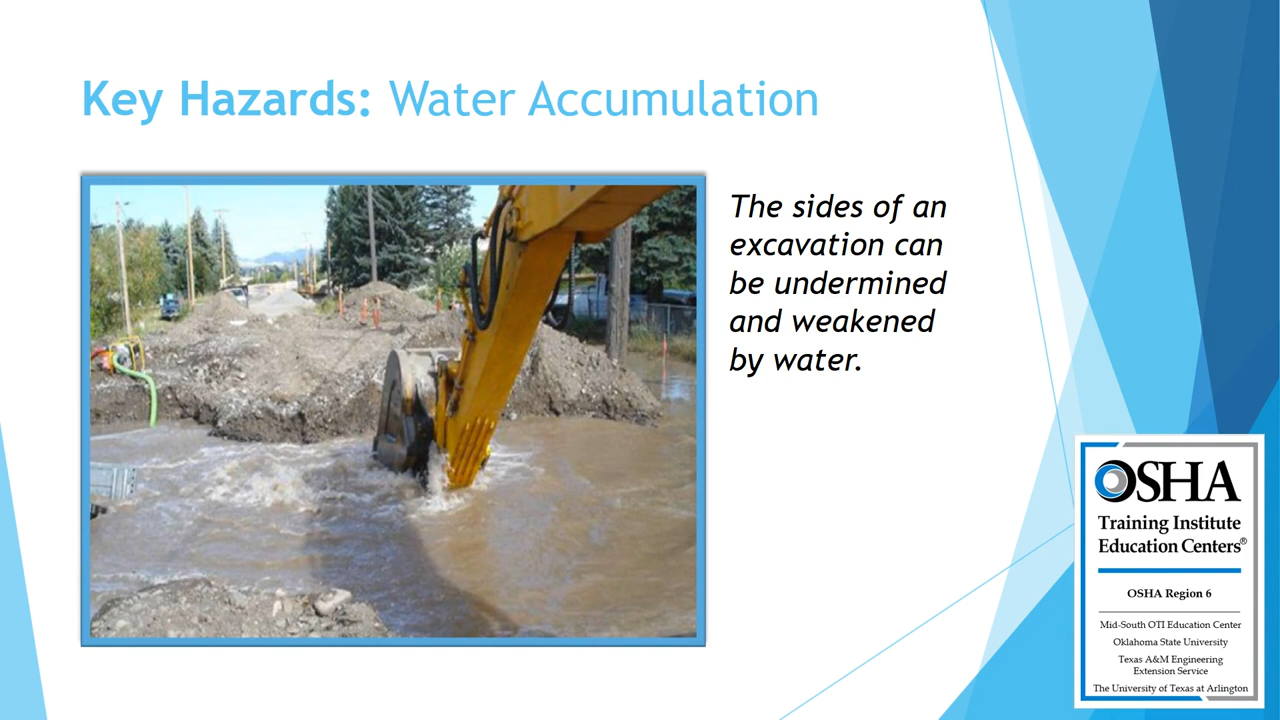 Key Hazards: Water Accumulation
The sides of an
excavation can
be undermined
and weakened
by water.
OSHA
Training Institute
Education Centers®
OSHA Region 6
Mid-South OTI Education Center
Oklahoma State University
Texas A&M Engineering
Extension Service
The University of Texas at Arlington